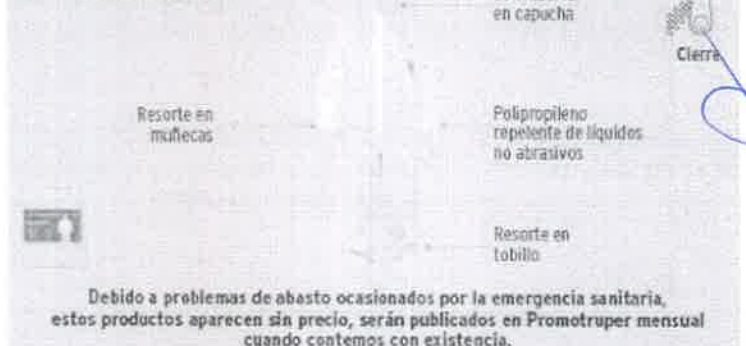 en capucha
Cierre
Resorte en
muñecas
Polipropileno
repelente de líquidos
no abrasivos
Resorte en
tobillo
Debido a problemas de abasto ocasionados por la emergencia sanitaria,
estos productos aparecen sin precio, serán publicados en Promotruper mensual
cuando contemos con existencia.